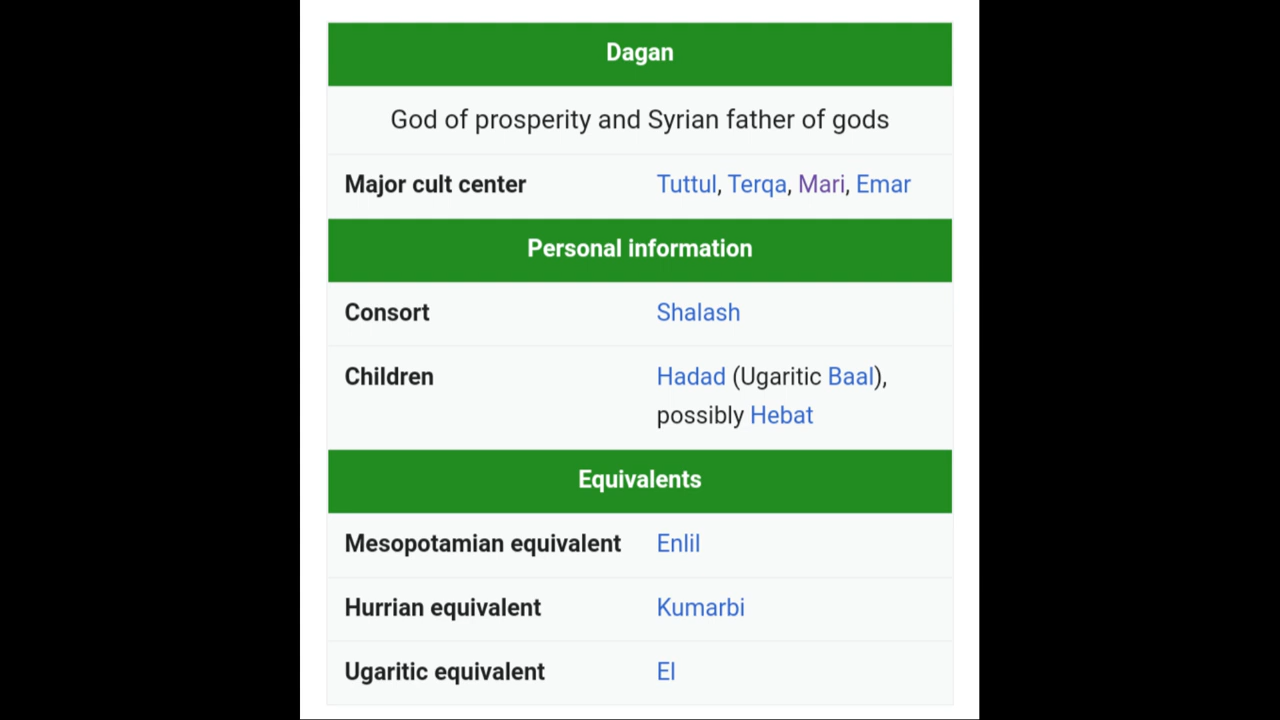 Dagan
God of prosperity and Syrian father of gods
Major cult center Tuttul, Terqa, Mari, Emar
Personal information
Consort Shalash
Children Hadad (Ugaritic Baal),
possibly Hebat
Equivalents
Mesopotamian equivalent Enlil
Hurrian equivalent Kumarbi
Ugaritic equivalent El